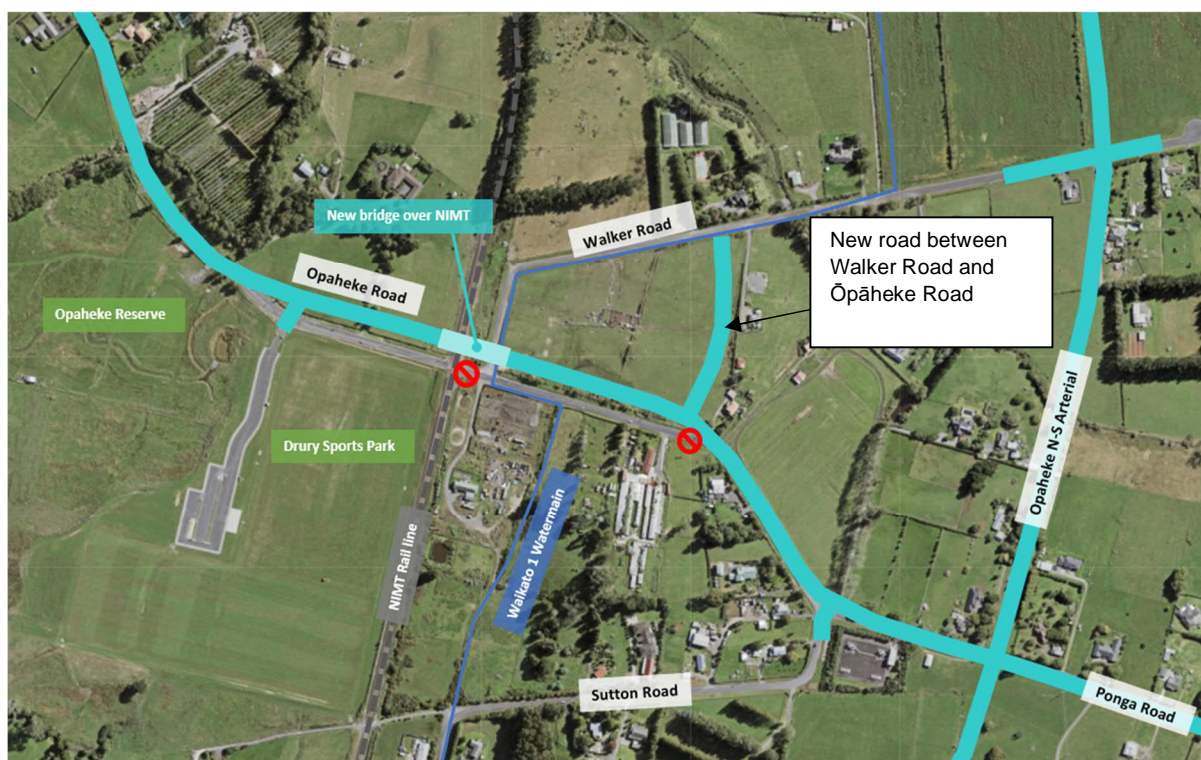 New bridge over NIMT
Walker Road
New road between
Walker Road and
Ōpāheke Road
Opaheke Road
Opaheke Reserve
Drury Sports Park
NIMT Rail line
Waikato 1 Watermain
Opaheke N-S Arterial
Sutton Road
Ponga Road